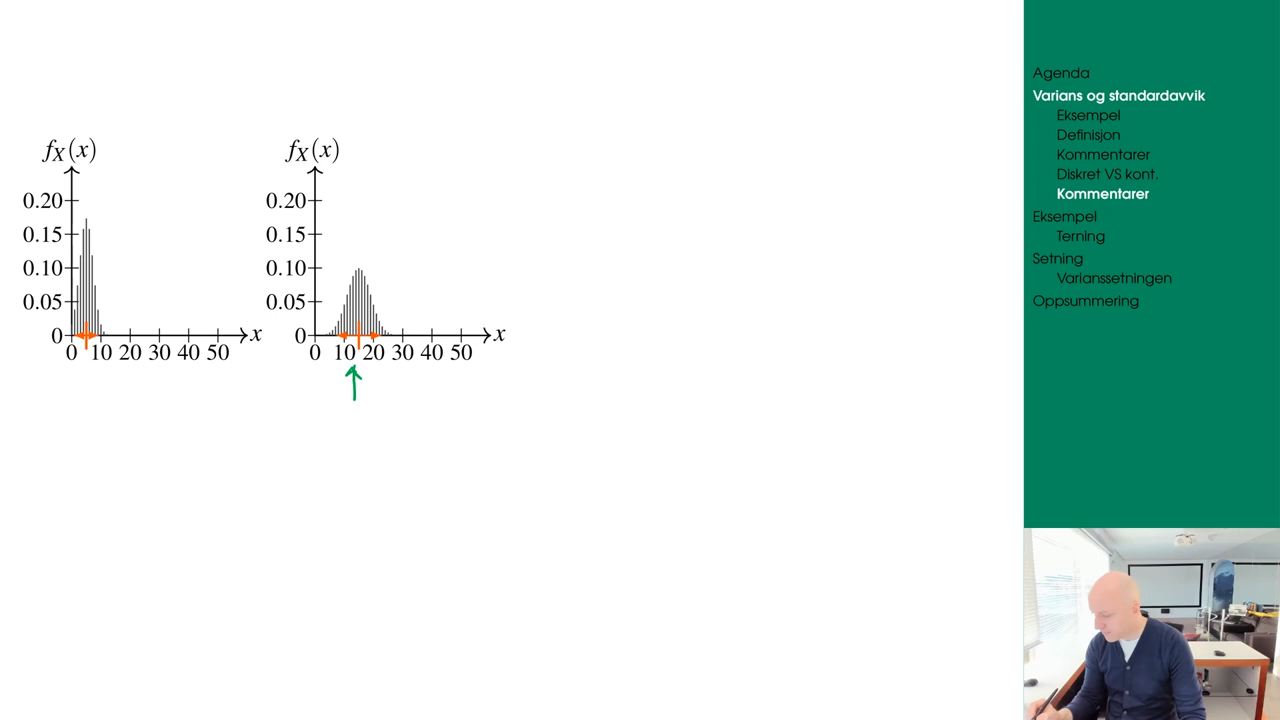 f_X(x)
0.20
0.15
0.10
0.05
0
0 10 20 30 40 50
x
f_X(x)
0.20
0.15
0.10
0.05
0
0 10 20 30 40 50
x
Agenda
Varians og standardavvik
Eksempel
Definisjon
Kommentarer
Diskret VS kont.
Kommentarer
Eksempel
Terning
Setning
Varianssetningen
Oppsummering